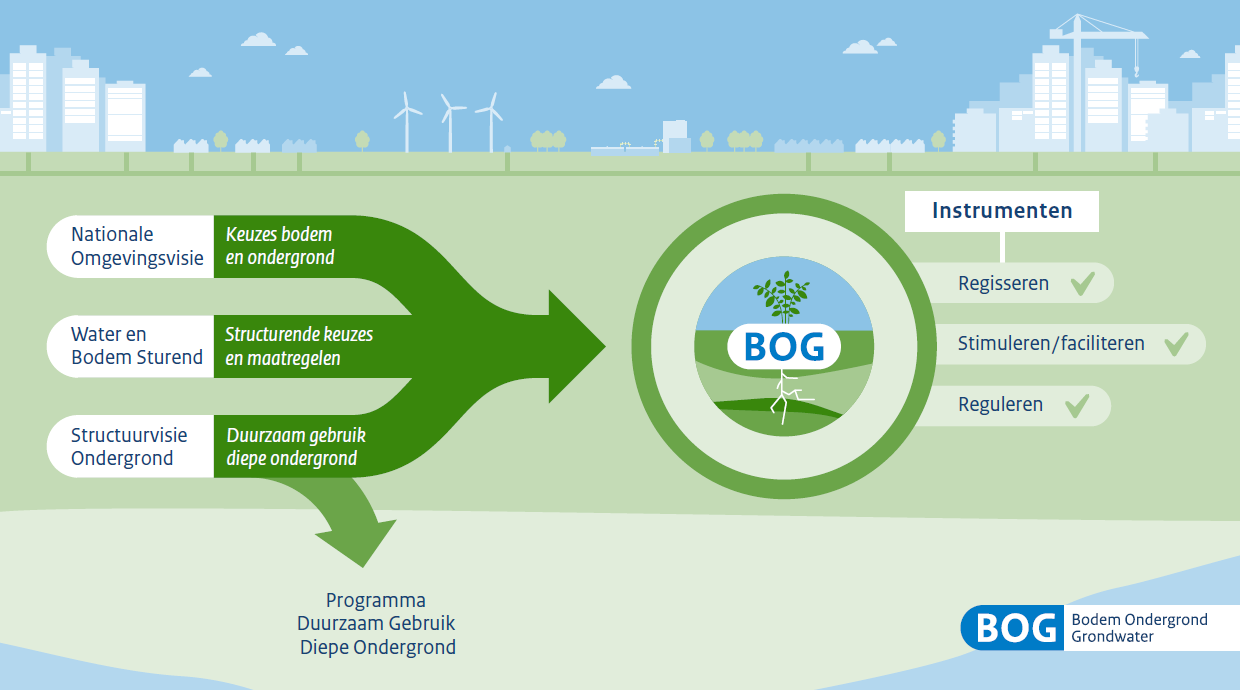 Instrumenten
Nationale
Omgevingsvisie
Keuzes bodem
en ondergrond
Water en
Bodem Sturend
Structurende keuzes
en maatregelen
Structuurvisie
Ondergrond
Duurzaam gebruik
diepe ondergrond
BOG
Regisseren
Stimuleren/faciliteren
Reguleren
Programma
Duurzaam Gebruik
Diepe Ondergrond
BOG
Bodem Ondergrond
Grondwater